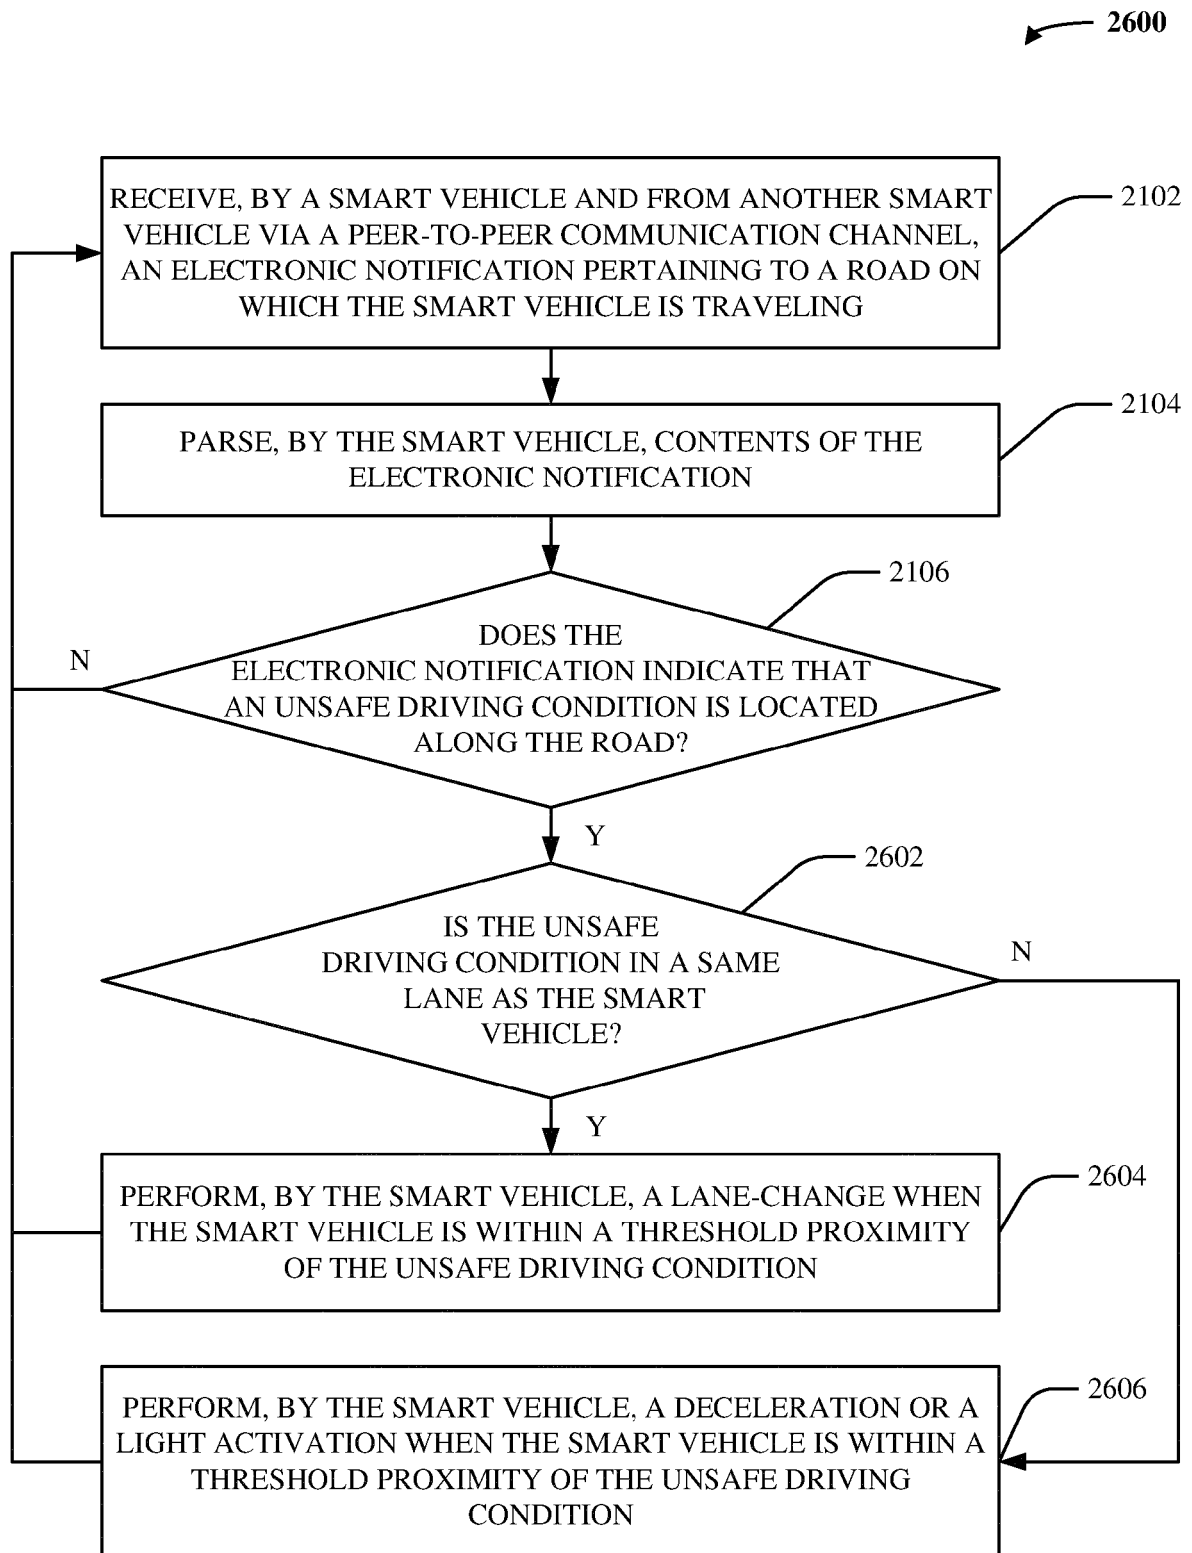 2600
RECEIVE, BY A SMART VEHICLE AND FROM ANOTHER SMART
VEHICLE VIA A PEER-TO-PEER COMMUNICATION CHANNEL,
AN ELECTRONIC NOTIFICATION PERTAINING TO A ROAD ON
WHICH THE SMART VEHICLE IS TRAVELING
2102
PARSE, BY THE SMART VEHICLE, CONTENTS OF THE
ELECTRONIC NOTIFICATION
2104
DOES THE
ELECTRONIC NOTIFICATION INDICATE THAT
AN UNSAFE DRIVING CONDITION IS LOCATED
ALONG THE ROAD?
2106
N
Y
IS THE UNSAFE
DRIVING CONDITION IN A SAME
LANE AS THE SMART
VEHICLE?
2602
N
Y
PERFORM, BY THE SMART VEHICLE, A LANE-CHANGE WHEN
THE SMART VEHICLE IS WITHIN A THRESHOLD PROXIMITY
OF THE UNSAFE DRIVING CONDITION
2604
PERFORM, BY THE SMART VEHICLE, A DECELERATION OR A
LIGHT ACTIVATION WHEN THE SMART VEHICLE IS WITHIN A
THRESHOLD PROXIMITY OF THE UNSAFE DRIVING
CONDITION
2606